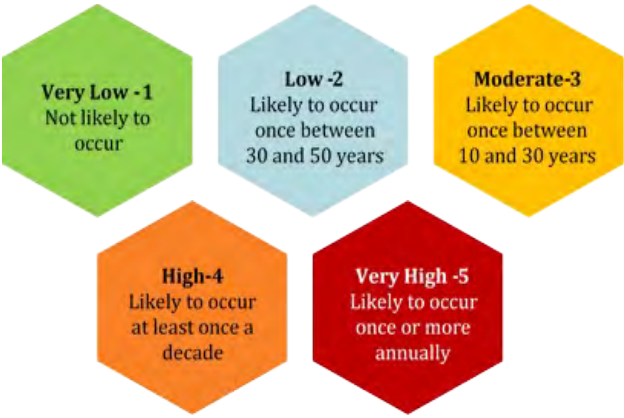 Very Low -1
Not likely to
occur
Low -2
Likely to occur
once between
30 and 50 years
Moderate-3
Likely to occur
once between
10 and 30 years
High-4
Likely to occur
at least once a
decade
Very High -5
Likely to occur
once or more
annually